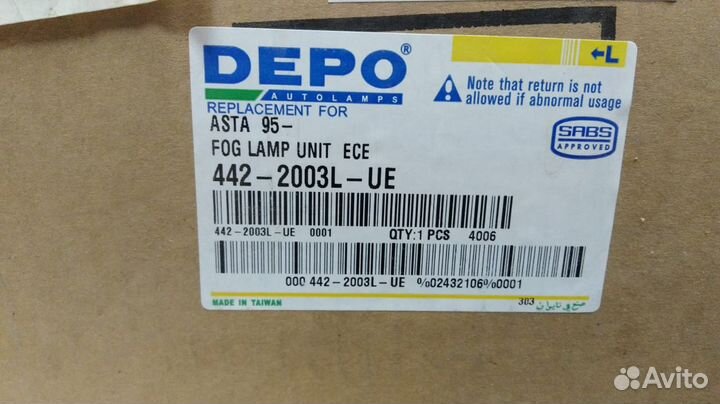 DEPO®
AUTOLAMPS
←L
Note that return is not
allowed if abnormal usage
REPLACEMENT FOR
ASTA 95-
FOG LAMP UNIT ECE
SABS
APPROVED
442-2003L-UE
442-2003L-UE 0001 QTY:1 PCS 4006
000 442-2003L-UE %02432106%0001
MADE IN TAIWAN
303 صنع في تايوان
Avito